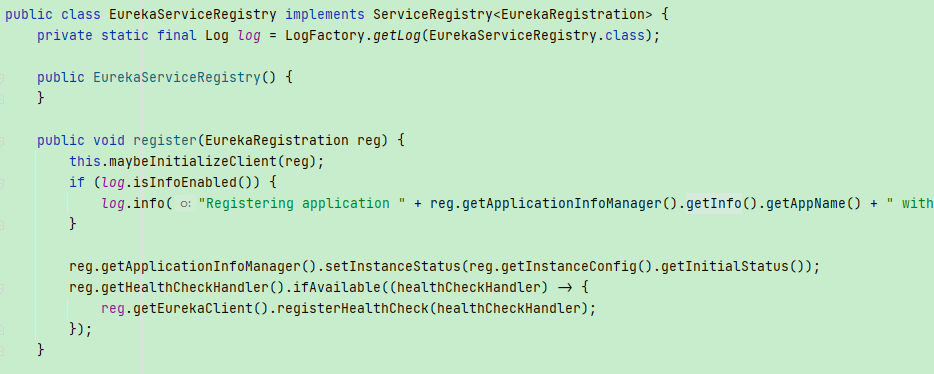 public class EurekaServiceRegistry implements ServiceRegistry<EurekaRegistration> {
    private static final Log log = LogFactory.getLog(EurekaServiceRegistry.class);

    public EurekaServiceRegistry() {
    }

    public void register(EurekaRegistration reg) {
        this.maybeInitializeClient(reg);
        if (log.isInfoEnabled()) {
            log.info( o: "Registering application " + reg.getApplicationInfoManager().getInfo().getAppName() + " with
        }

        reg.getApplicationInfoManager().setInstanceStatus(reg.getInstanceConfig().getInitialStatus());
        reg.getHealthCheckHandler().ifAvailable((healthCheckHandler) → {
            reg.getEurekaClient().registerHealthCheck(healthCheckHandler);
        });
    }